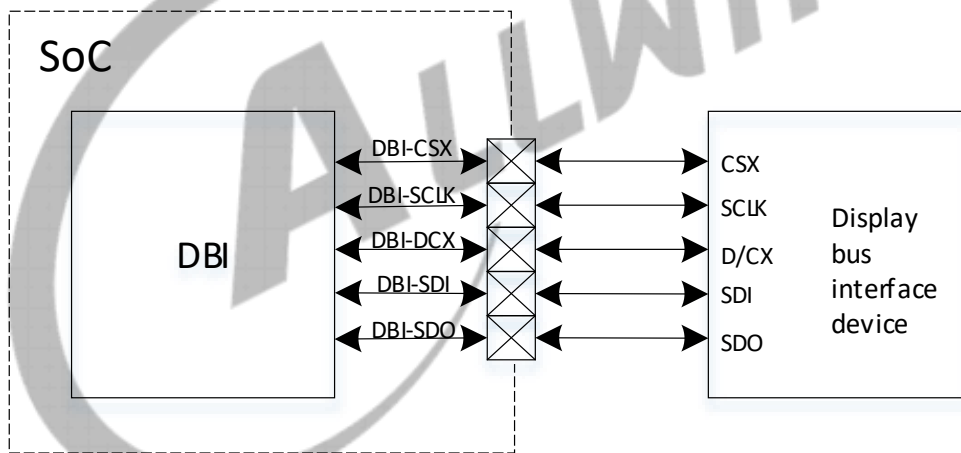 SoC
DBI
DBI-CSX
DBI-SCLK
DBI-DCX
DBI-SDI
DBI-SDO
CSX
SCLK
D/CX
SDI
SDO
Display
bus
interface
device